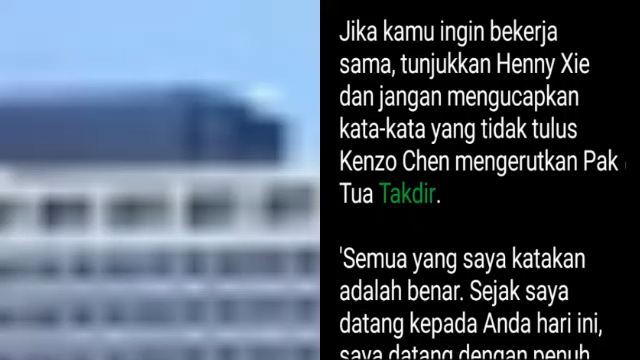 Jika kamu ingin bekerja
sama, tunjukkan Henny Xie
dan jangan mengucapkan
kata-kata yang tidak tulus
Kenzo Chen mengerutkan Pak
Tua Takdir.
'Semua yang saya katakan
adalah benar. Sejak saya
datang kepada Anda hari ini,
saya datang dengan penuh